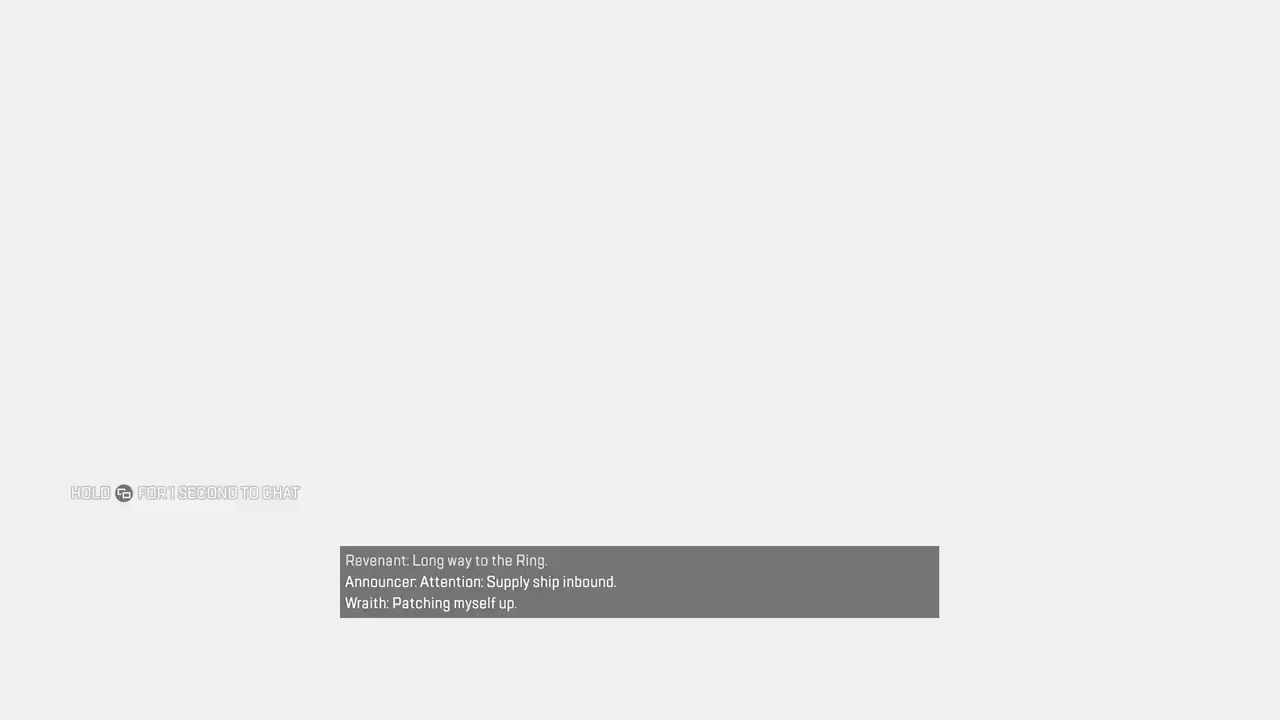 HOLD FOR 1 SECOND TO CHAT
Revenant: Long way to the Ring.
Announcer: Attention: Supply ship inbound.
Wraith: Patching myself up.